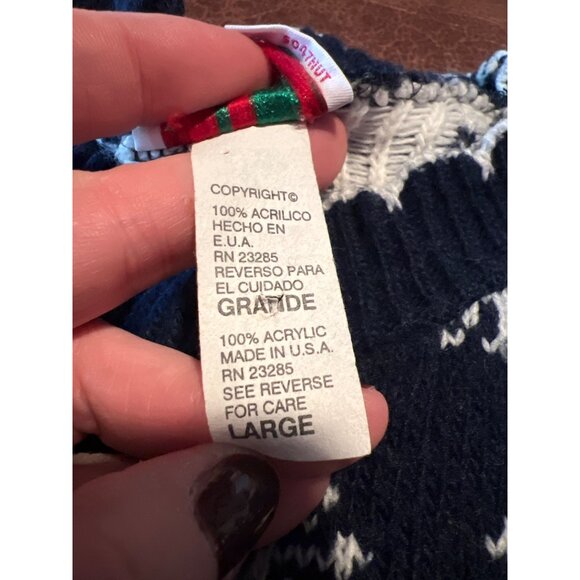 COPYRIGHT©
100% ACRILICO
HECHO EN
E.U.A.
RN 23285
REVERSO PARA
EL CUIDADO
GRANDE
100% ACRYLIC
MADE IN U.S.A.
RN 23285
SEE REVERSE
FOR CARE
LARGE